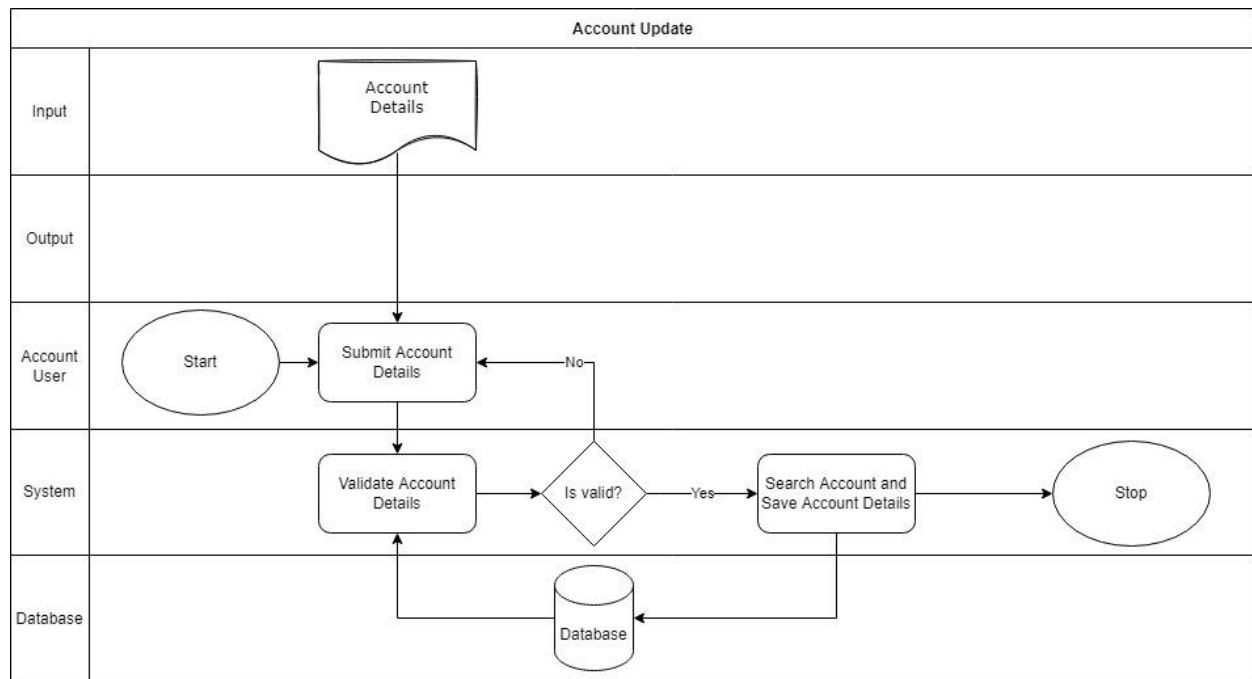 Account Update
Input
Account
Details
Output
Account
User
Start
Submit Account
Details
No
System
Validate Account
Details
Is valid?
Yes
Search Account and
Save Account Details
Stop
Database
Database